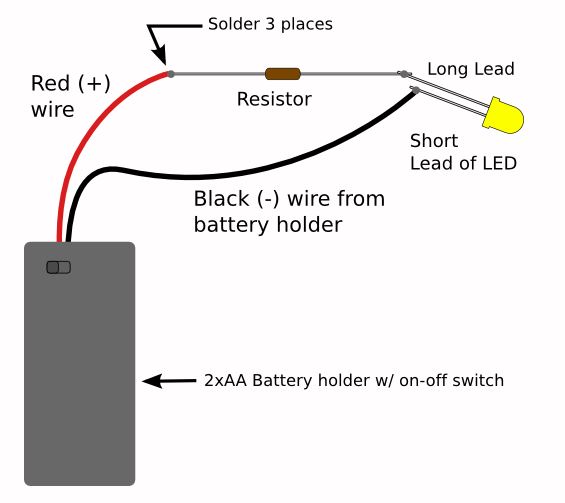 Solder 3 places
Red (+)
wire
Resistor
Long Lead
Short
Lead of LED
Black (-) wire from
battery holder
2xAA Battery holder w/ on-off switch